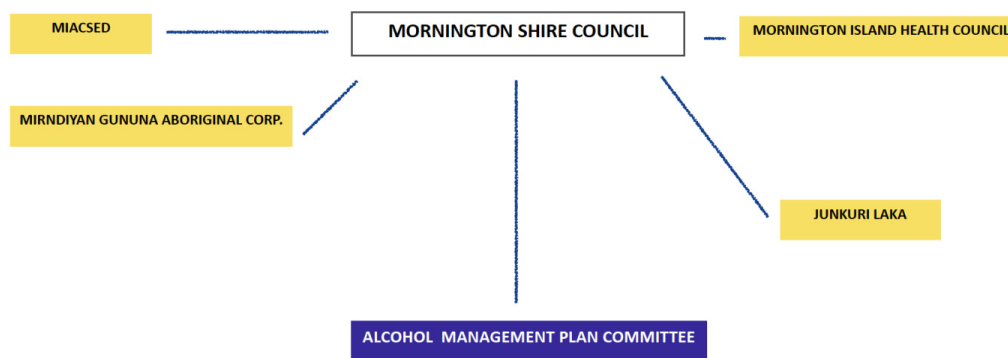 MIACSED
MORNINGTON SHIRE COUNCIL
MORNINGTON ISLAND HEALTH COUNCIL
MIRNDIYAN GUNUNA ABORIGINAL CORP.
JUNKURI LAKA
ALCOHOL MANAGEMENT PLAN COMMITTEE